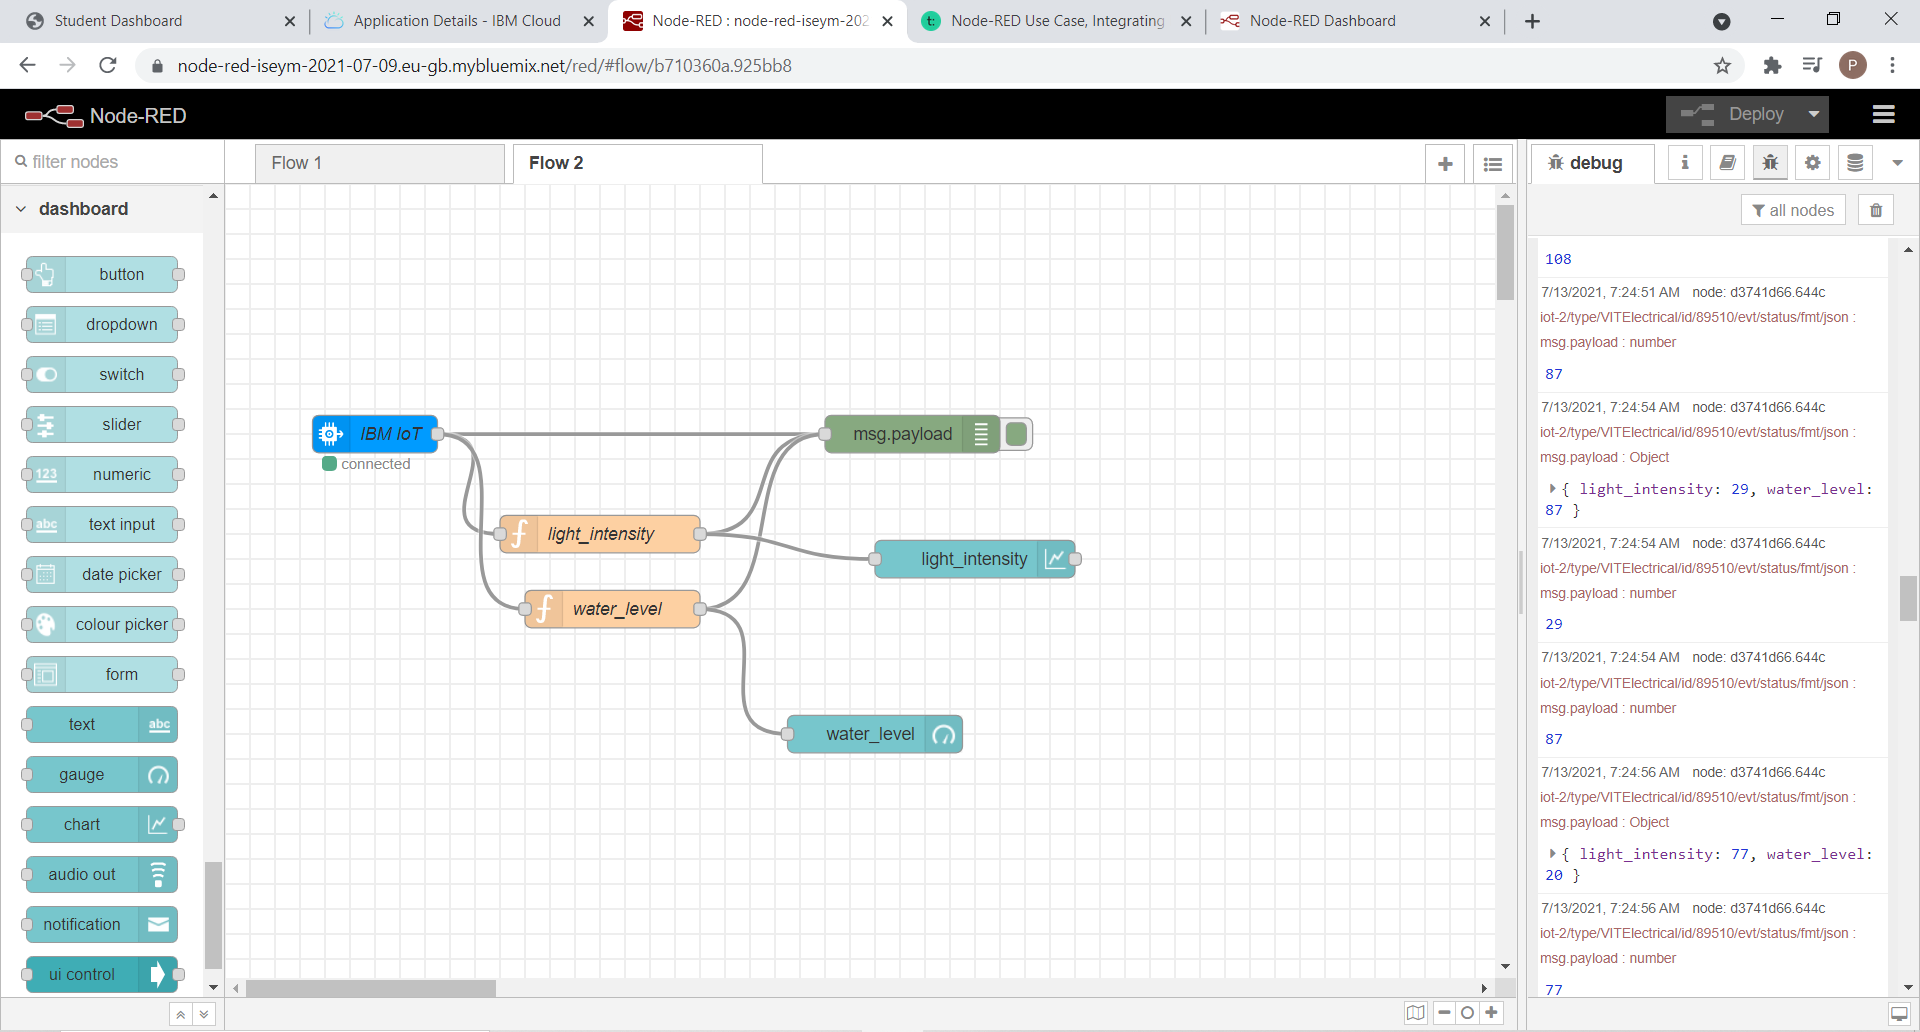 Student Dashboard
Application Details - IBM Cloud
Node-RED : node-red-iseym-202
Node-RED Use Case, Integrating
Node-RED Dashboard
node-red-iseym-2021-07-09.eu-gb.mybluemix.net/red/#flow/b710360a.925bb8
P
Node-RED
Deploy
filter nodes
Flow 1
Flow 2
debug
dashboard
all nodes
button
dropdown
switch
slider
123 numeric
abc text input
date picker
colour picker
form
text abc
gauge
chart
audio out
notification
ui control
IBM IoT
connected
msg.payload
light_intensity
light_intensity
water_level
water_level
108
7/13/2021, 7:24:51 AM node: d3741d66.644c
iot-2/type/VITElectrical/id/89510/evt/status/fmt/json :
msg.payload : number
87
7/13/2021, 7:24:54 AM node: d3741d66.644c
iot-2/type/VITElectrical/id/89510/evt/status/fmt/json :
msg.payload : Object
{ light_intensity: 29, water_level:
87 }
7/13/2021, 7:24:54 AM node: d3741d66.644c
iot-2/type/VITElectrical/id/89510/evt/status/fmt/json :
msg.payload : number
29
7/13/2021, 7:24:54 AM node: d3741d66.644c
iot-2/type/VITElectrical/id/89510/evt/status/fmt/json :
msg.payload : number
87
7/13/2021, 7:24:56 AM node: d3741d66.644c
iot-2/type/VITElectrical/id/89510/evt/status/fmt/json :
msg.payload : Object
{ light_intensity: 77, water_level:
20 }
7/13/2021, 7:24:56 AM node: d3741d66.644c
iot-2/type/VITElectrical/id/89510/evt/status/fmt/json :
msg.payload : number
77